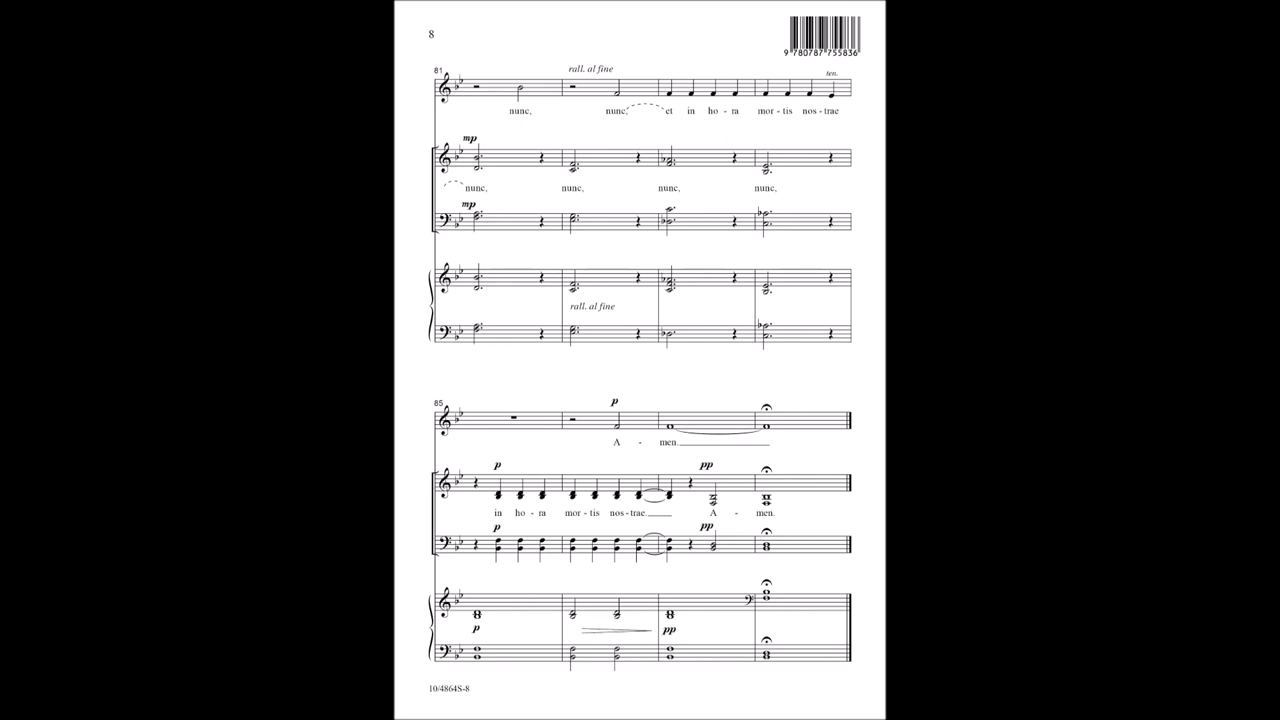 8
9 780787 755836
81
rall. al fine
ten.
nunc, nunc, et in ho - ra mor - tis nos - trae
mp
nunc, nunc, nunc, nunc,
mp
rall. al fine
85
p
A - men.
p pp
in ho - ra mor - tis nos - trae. A - men.
p pp
p pp
10/4864S-8